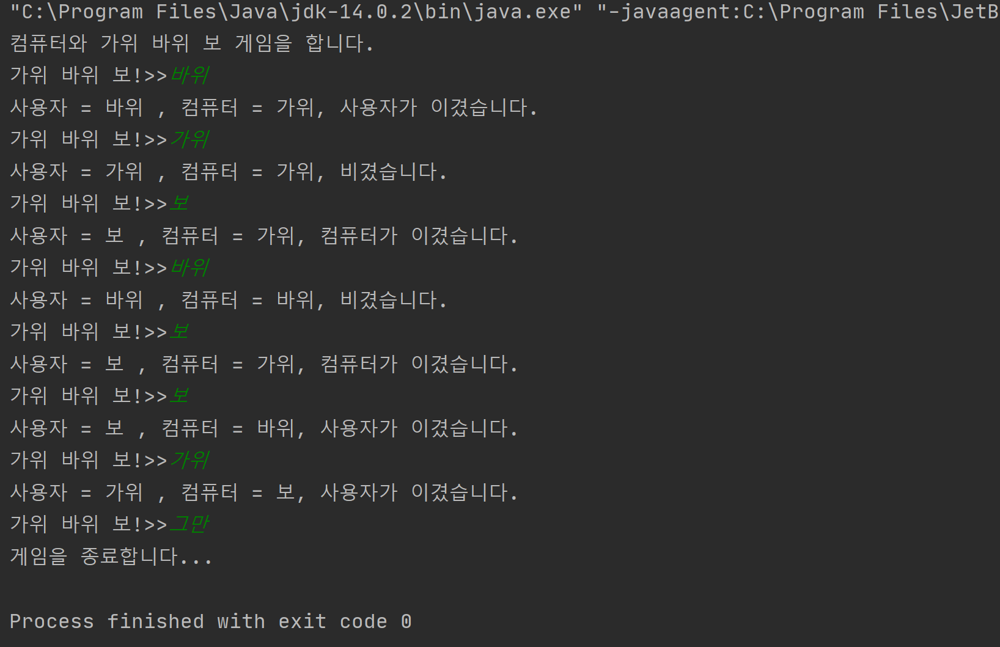 "C:\Program Files\Java\jdk-14.0.2\bin\java.exe" "-javaagent:C:\Program Files\JetB
컴퓨터와 가위 바위 보 게임을 합니다.
가위 바위 보!>>바위
사용자 = 바위 , 컴퓨터 = 가위, 사용자가 이겼습니다.
가위 바위 보!>>가위
사용자 = 가위 , 컴퓨터 = 가위, 비겼습니다.
가위 바위 보!>>보
사용자 = 보 , 컴퓨터 = 가위, 컴퓨터가 이겼습니다.
가위 바위 보!>>바위
사용자 = 바위 , 컴퓨터 = 바위, 비겼습니다.
가위 바위 보!>>보
사용자 = 보 , 컴퓨터 = 가위, 컴퓨터가 이겼습니다.
가위 바위 보!>>보
사용자 = 보 , 컴퓨터 = 바위, 사용자가 이겼습니다.
가위 바위 보!>>가위
사용자 = 가위 , 컴퓨터 = 보, 사용자가 이겼습니다.
가위 바위 보!>>그만
게임을 종료합니다...
Process finished with exit code 0